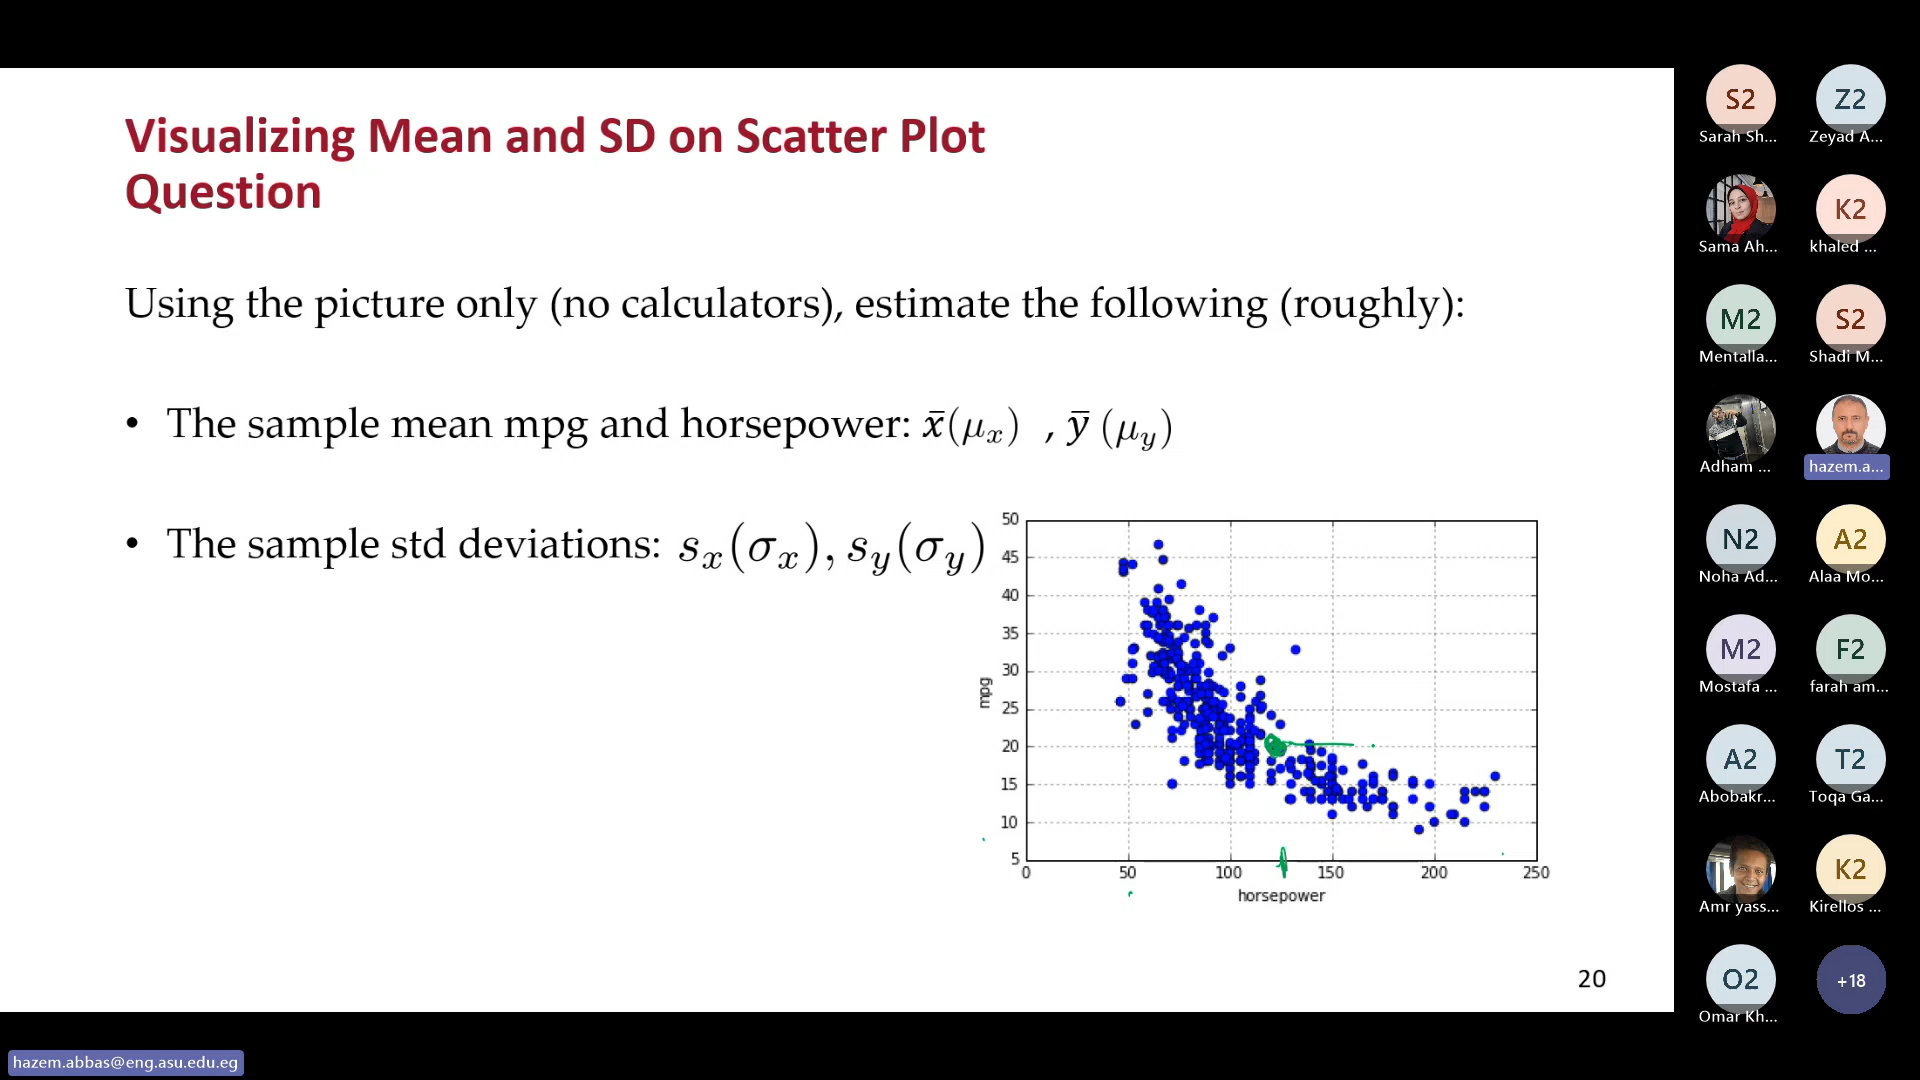 Visualizing Mean and SD on Scatter Plot
Question
Using the picture only (no calculators), estimate the following (roughly):
• The sample mean mpg and horsepower: x̄(μₓ) , ȳ (μ_y)
• The sample std deviations: sₓ(σₓ), s_y(σ_y)
50
45
40
35
30
25
20
15
10
5
mpg
0 50 100 150 200 250
horsepower
20
S2 Z2
Sarah Sh... Zeyad A...
K2
Sama Ah... khaled ...
M2 S2
Mentalla... Shadi M...
Adham ... hazem.a...
N2 A2
Noha Ad... Alaa Mo...
M2 F2
Mostafa ... farah am...
A2 T2
Abobakr... Toqa Ga...
K2
Amr yass... Kirellos ...
O2 +18
Omar Kh...
hazem.abbas@eng.asu.edu.eg